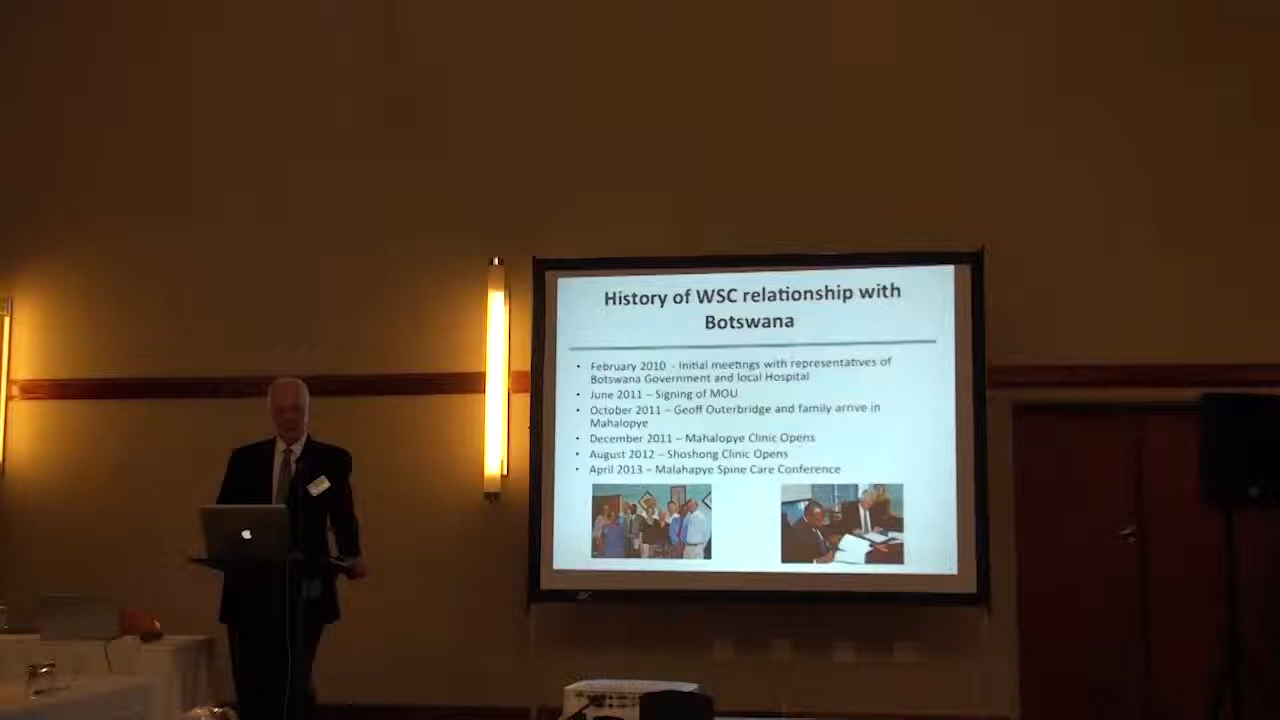 History of WSC relationship with
Botswana
• February 2010 - Initial meetings with representatives of
Botswana Government and local Hospital
• June 2011 – Signing of MOU
• October 2011 – Geoff Outerbridge and family arrive in
Mahalopye
• December 2011 – Mahalopye Clinic Opens
• August 2012 – Shoshong Clinic Opens
• April 2013 – Malahapye Spine Care Conference